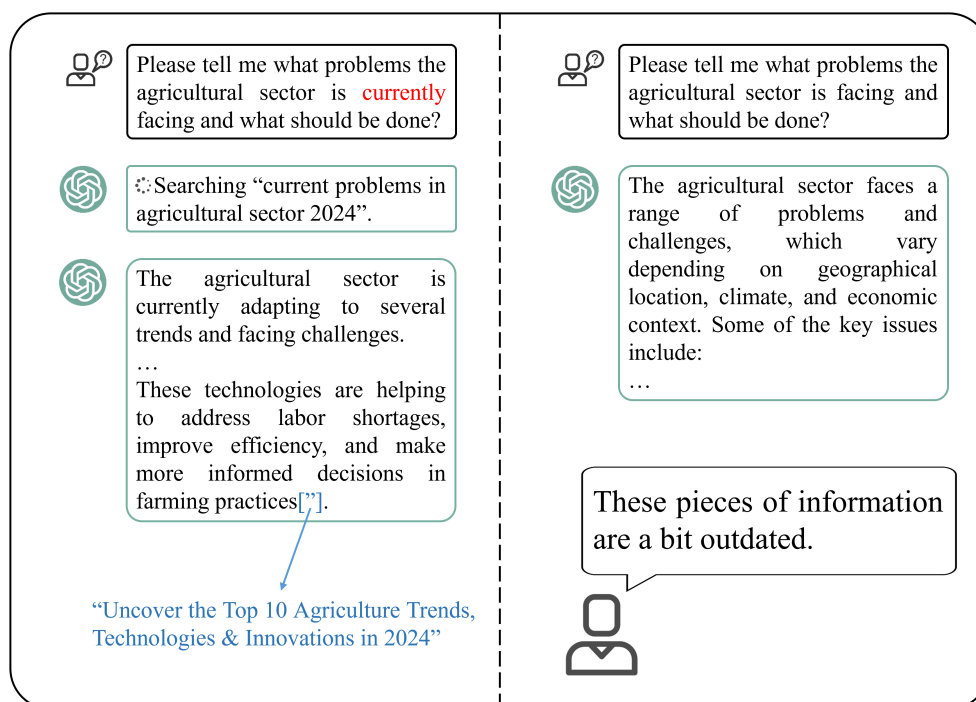 Please tell me what problems the
agricultural sector is currently
facing and what should be done?
Searching “current problems in
agricultural sector 2024”.
The agricultural sector is
currently adapting to several
trends and facing challenges.
…
These technologies are helping
to address labor shortages,
improve efficiency, and make
more informed decisions in
farming practices[”].
“Uncover the Top 10 Agriculture Trends,
Technologies & Innovations in 2024”
Please tell me what problems the
agricultural sector is facing and
what should be done?
The agricultural sector faces a
range of problems and
challenges, which vary
depending on geographical
location, climate, and economic
context. Some of the key issues
include:
…
These pieces of information
are a bit outdated.